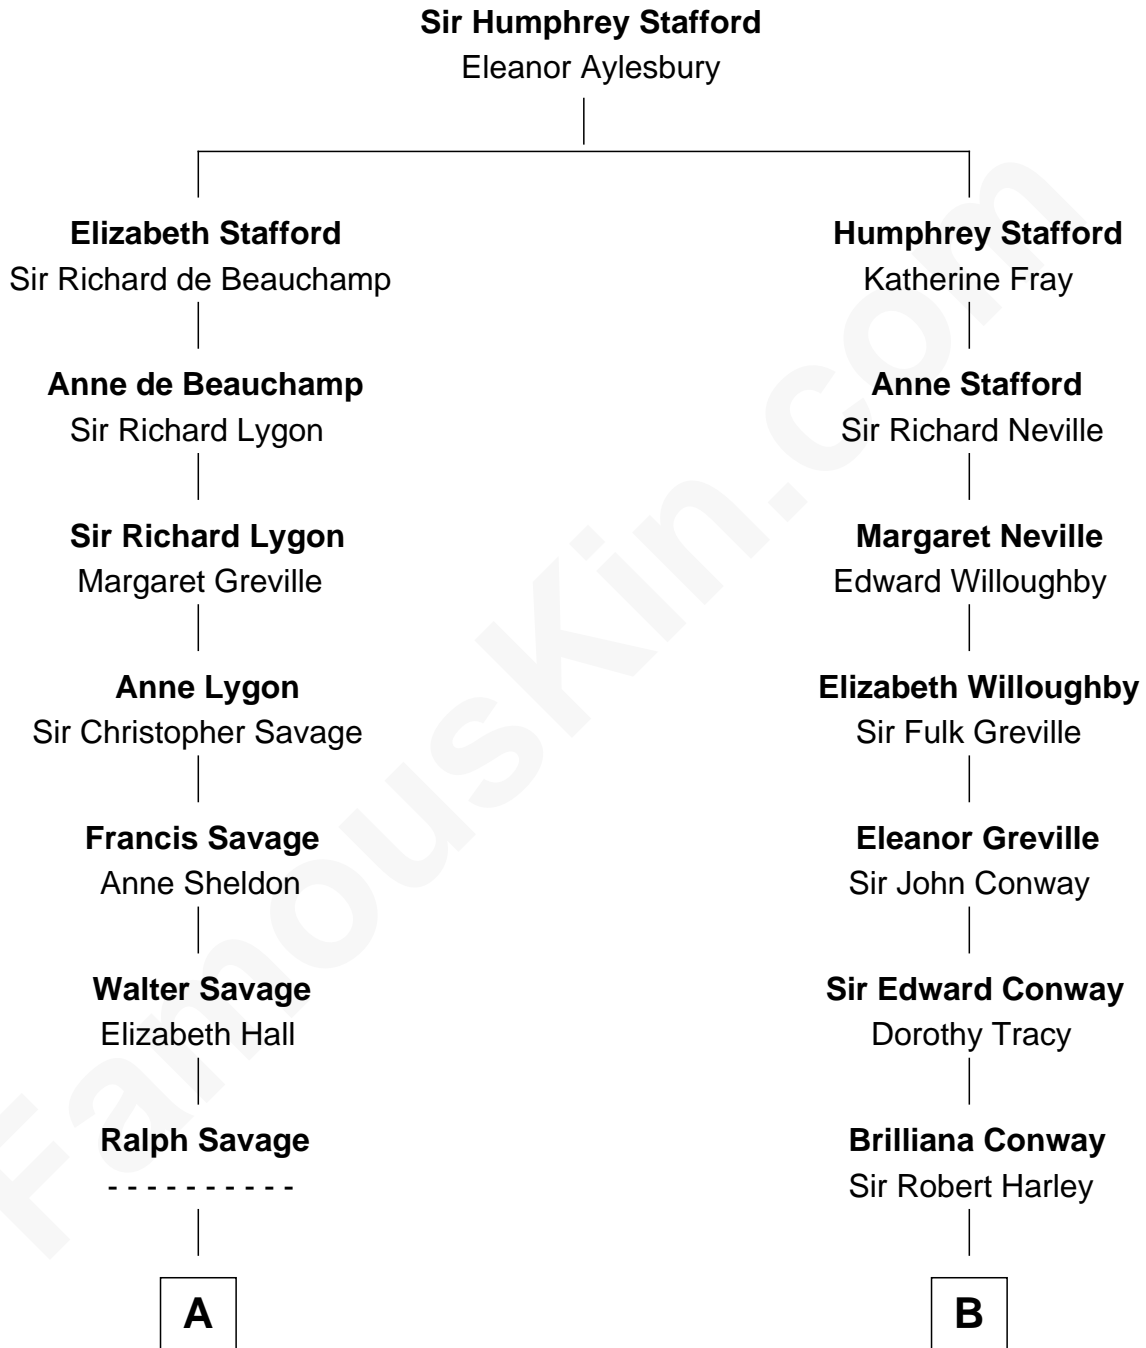 Sir Humphrey Stafford
Eleanor Aylesbury
Elizabeth Stafford
Sir Richard de Beauchamp
Humphrey Stafford
Katherine Fray
Anne de Beauchamp
Sir Richard Lygon
Anne Stafford
Sir Richard Neville
Sir Richard Lygon
Margaret Greville
Margaret Neville
Edward Willoughby
Anne Lygon
Sir Christopher Savage
Elizabeth Willoughby
Sir Fulk Greville
Francis Savage
Anne Sheldon
Eleanor Greville
Sir John Conway
Walter Savage
Elizabeth Hall
Sir Edward Conway
Dorothy Tracy
Ralph Savage
- - - - - - - - - -
Brilliana Conway
Sir Robert Harley
A
B
FamousKin.com